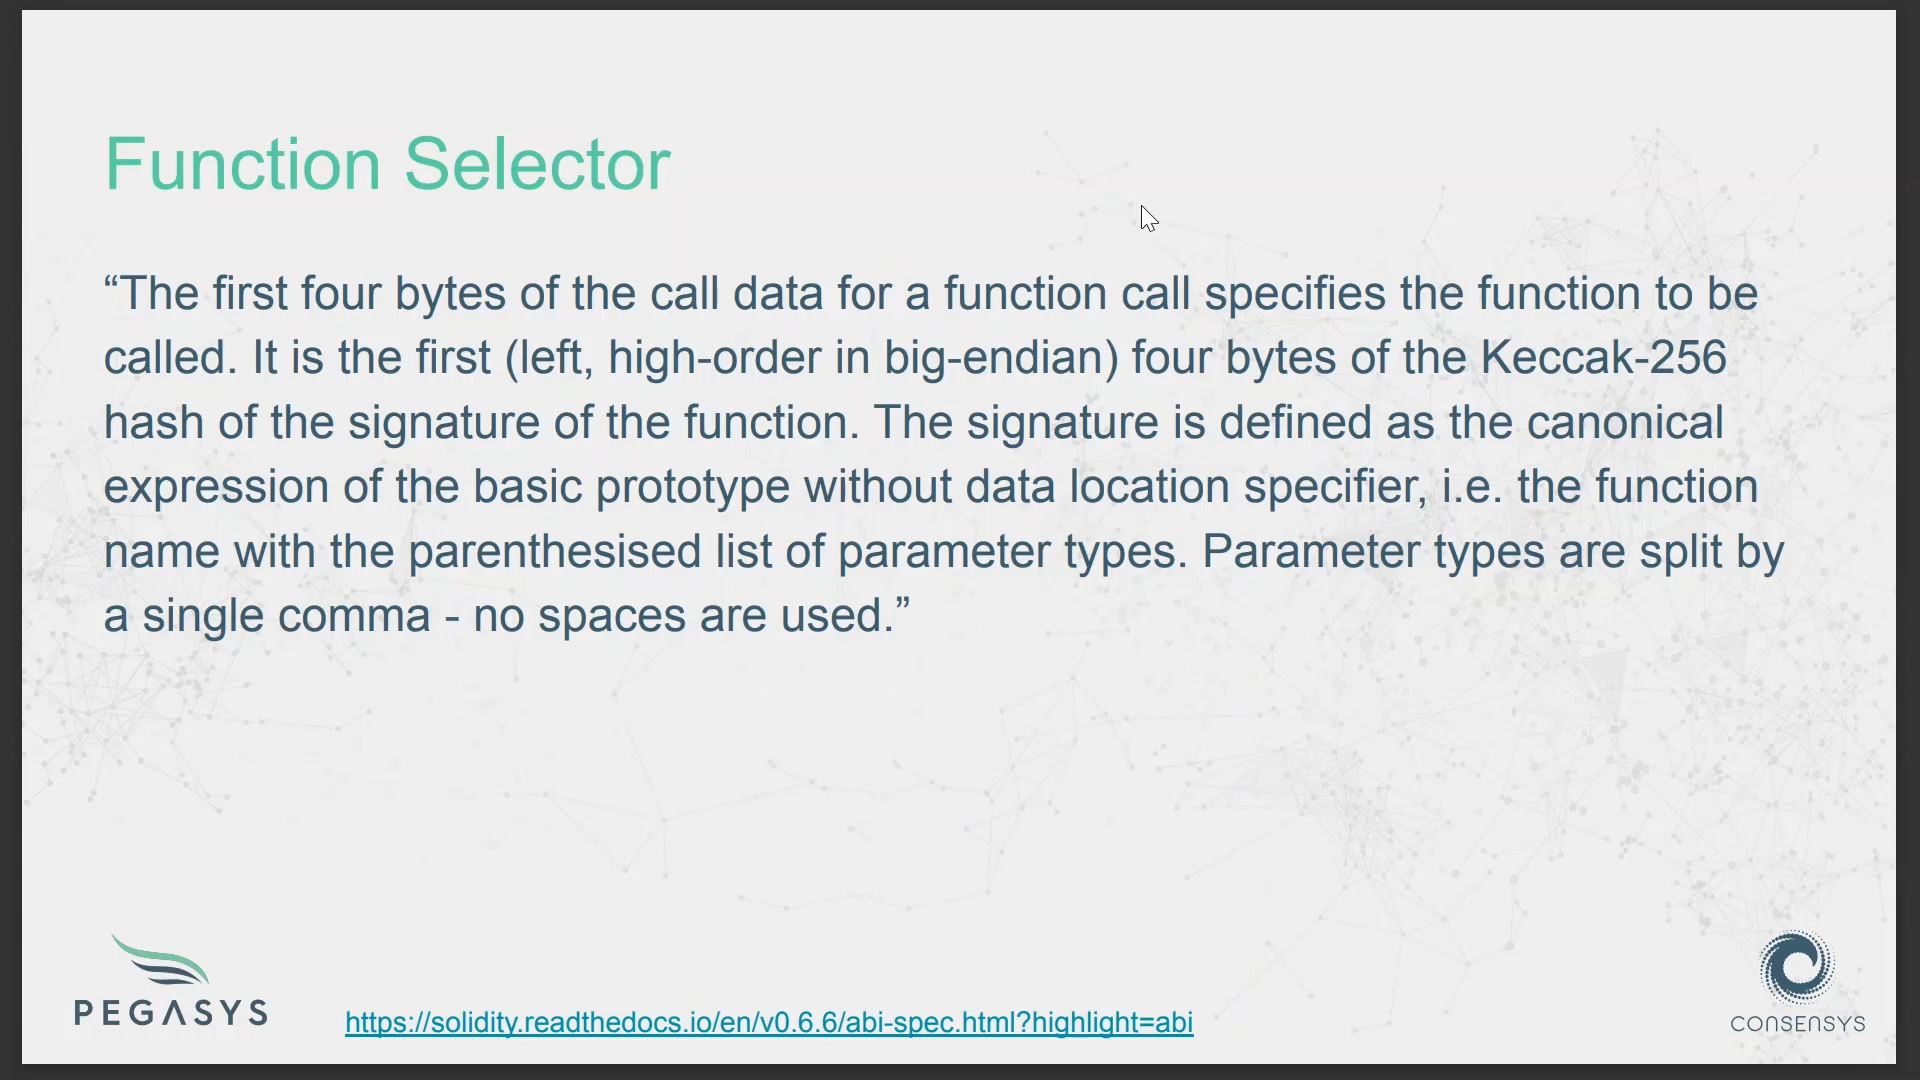 Function Selector
“The first four bytes of the call data for a function call specifies the function to be
called. It is the first (left, high-order in big-endian) four bytes of the Keccak-256
hash of the signature of the function. The signature is defined as the canonical
expression of the basic prototype without data location specifier, i.e. the function
name with the parenthesised list of parameter types. Parameter types are split by
a single comma - no spaces are used.”
PEGASYS
https://solidity.readthedocs.io/en/v0.6.6/abi-spec.html?highlight=abi
CONSENSYS